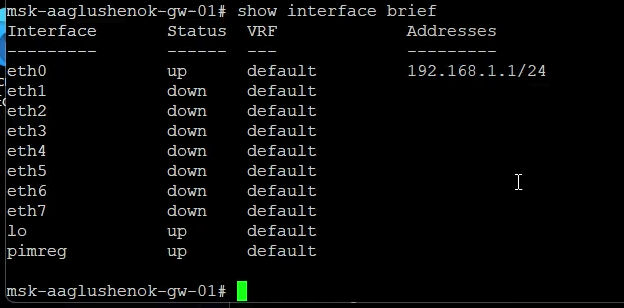 msk-aaglushenok-gw-01# show interface brief
Interface       Status  VRF             Addresses
---------       ------  ---             ---------
eth0            up      default         192.168.1.1/24
eth1            down    default
eth2            down    default
eth3            down    default
eth4            down    default
eth5            down    default
eth6            down    default
eth7            down    default
lo              up      default
pimreg          up      default
msk-aaglushenok-gw-01#